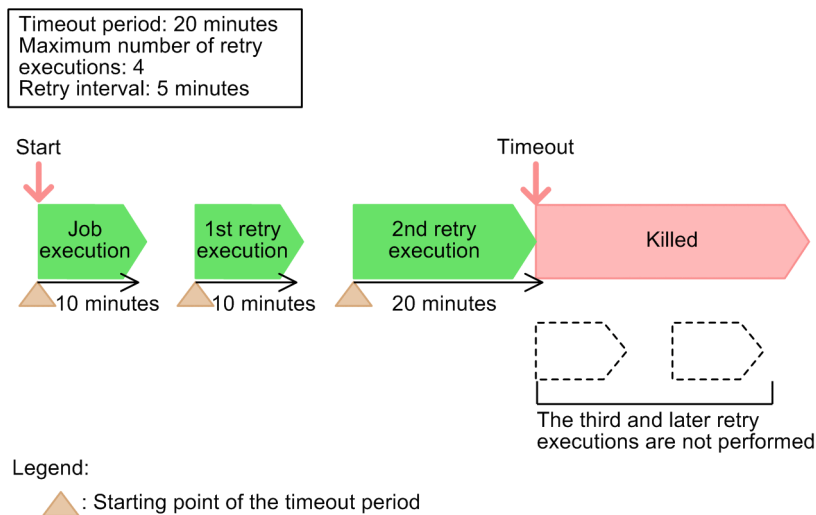 Timeout period: 20 minutes
Maximum number of retry
executions: 4
Retry interval: 5 minutes
Start
Timeout
Job
execution
1st retry
execution
2nd retry
execution
Killed
10 minutes
10 minutes
20 minutes
The third and later retry
executions are not performed
Legend:
: Starting point of the timeout period